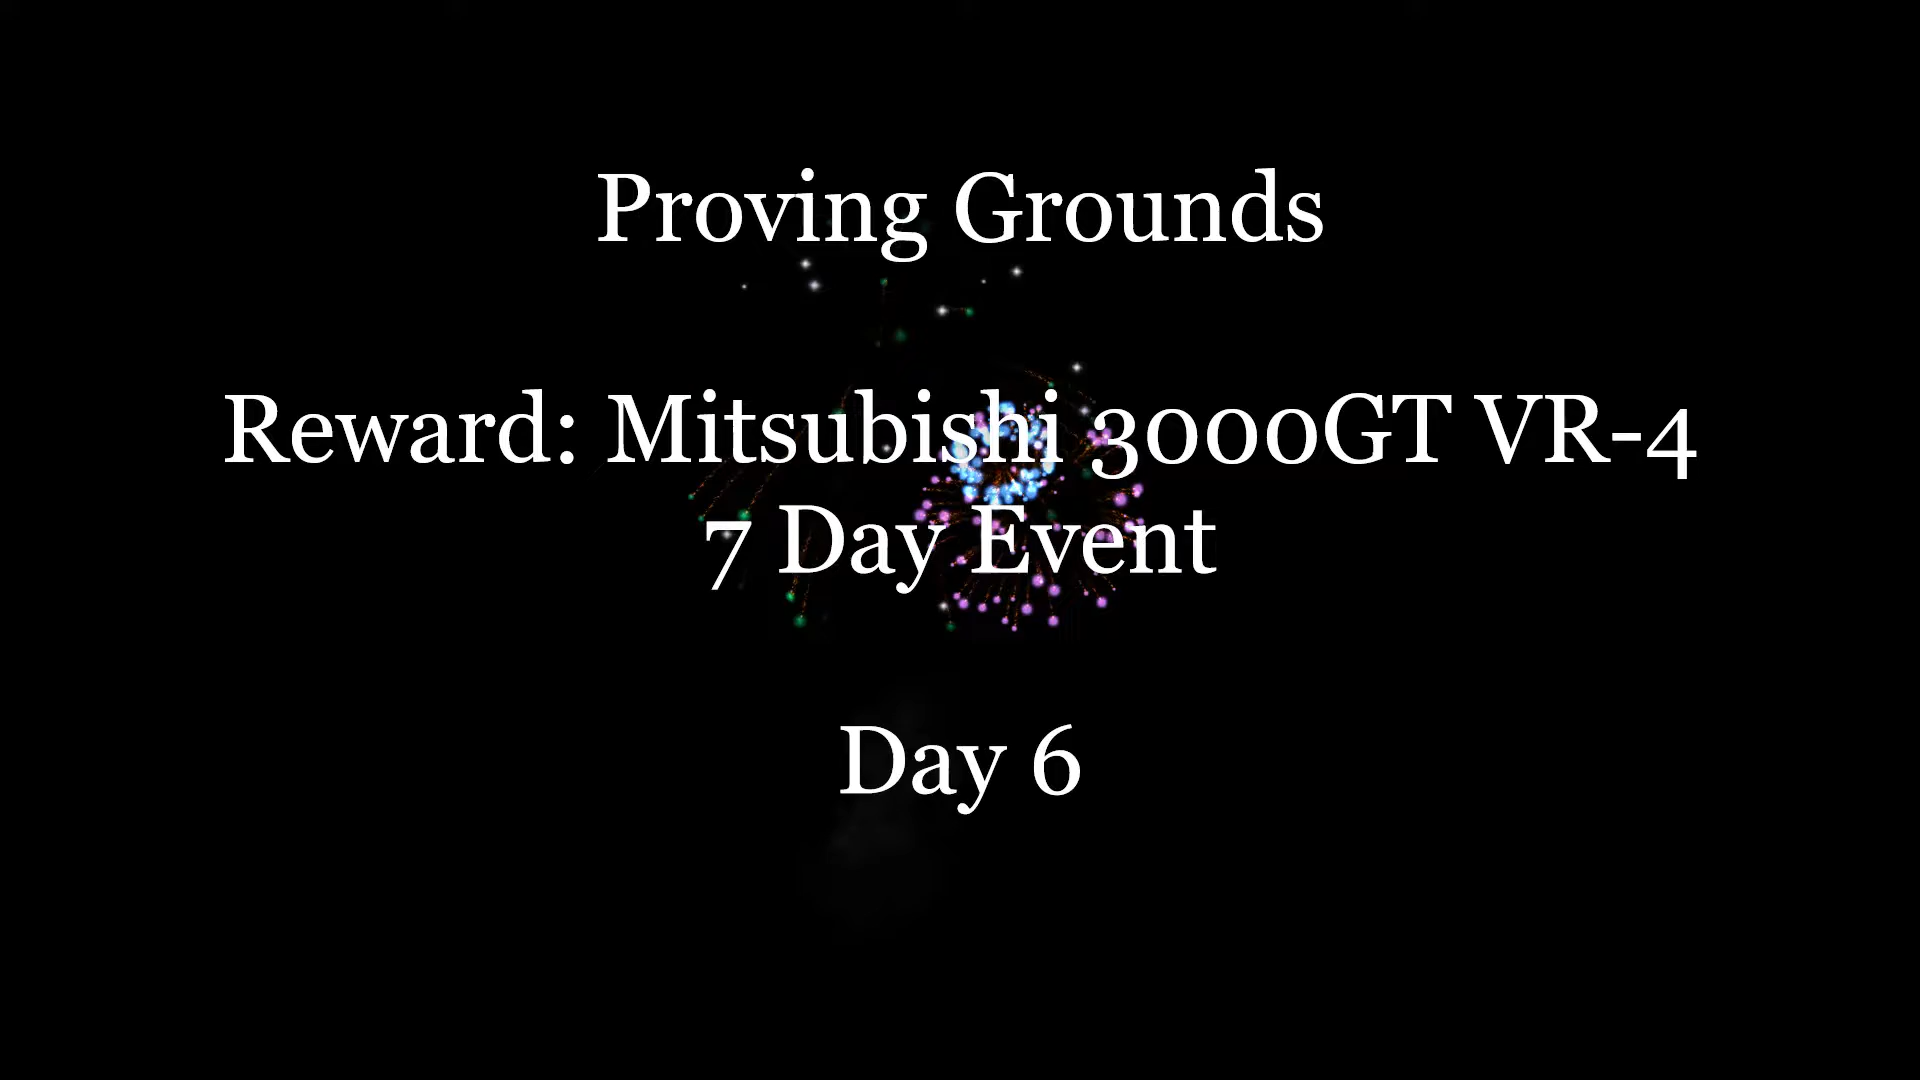 Proving Grounds
Reward: Mitsubishi 3000GT VR-4
7 Day Event
Day 6